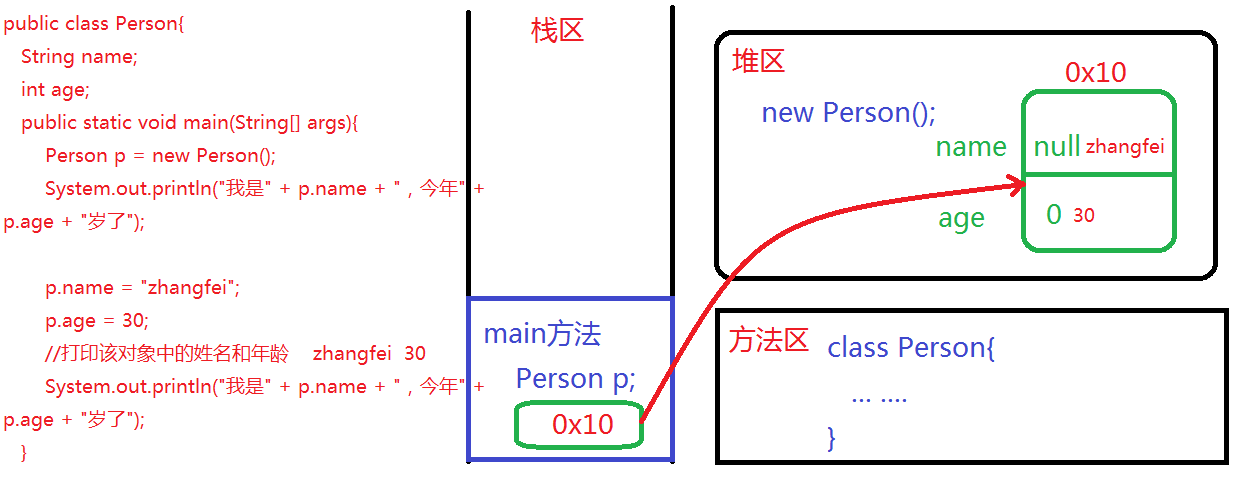 public class Person{
String name;
int age;
public static void main(String[] args){
Person p = new Person();
System.out.println("我是" + p.name + "，今年" +
p.age + "岁了");
p.name = "zhangfei";
p.age = 30;
//打印该对象中的姓名和年龄 zhangfei 30
System.out.println("我是" + p.name + "，今年" +
p.age + "岁了");
}
栈区
main方法
Person p;
0x10
堆区
0x10
new Person();
name null zhangfei
age 0 30
方法区 class Person{
... ....
}